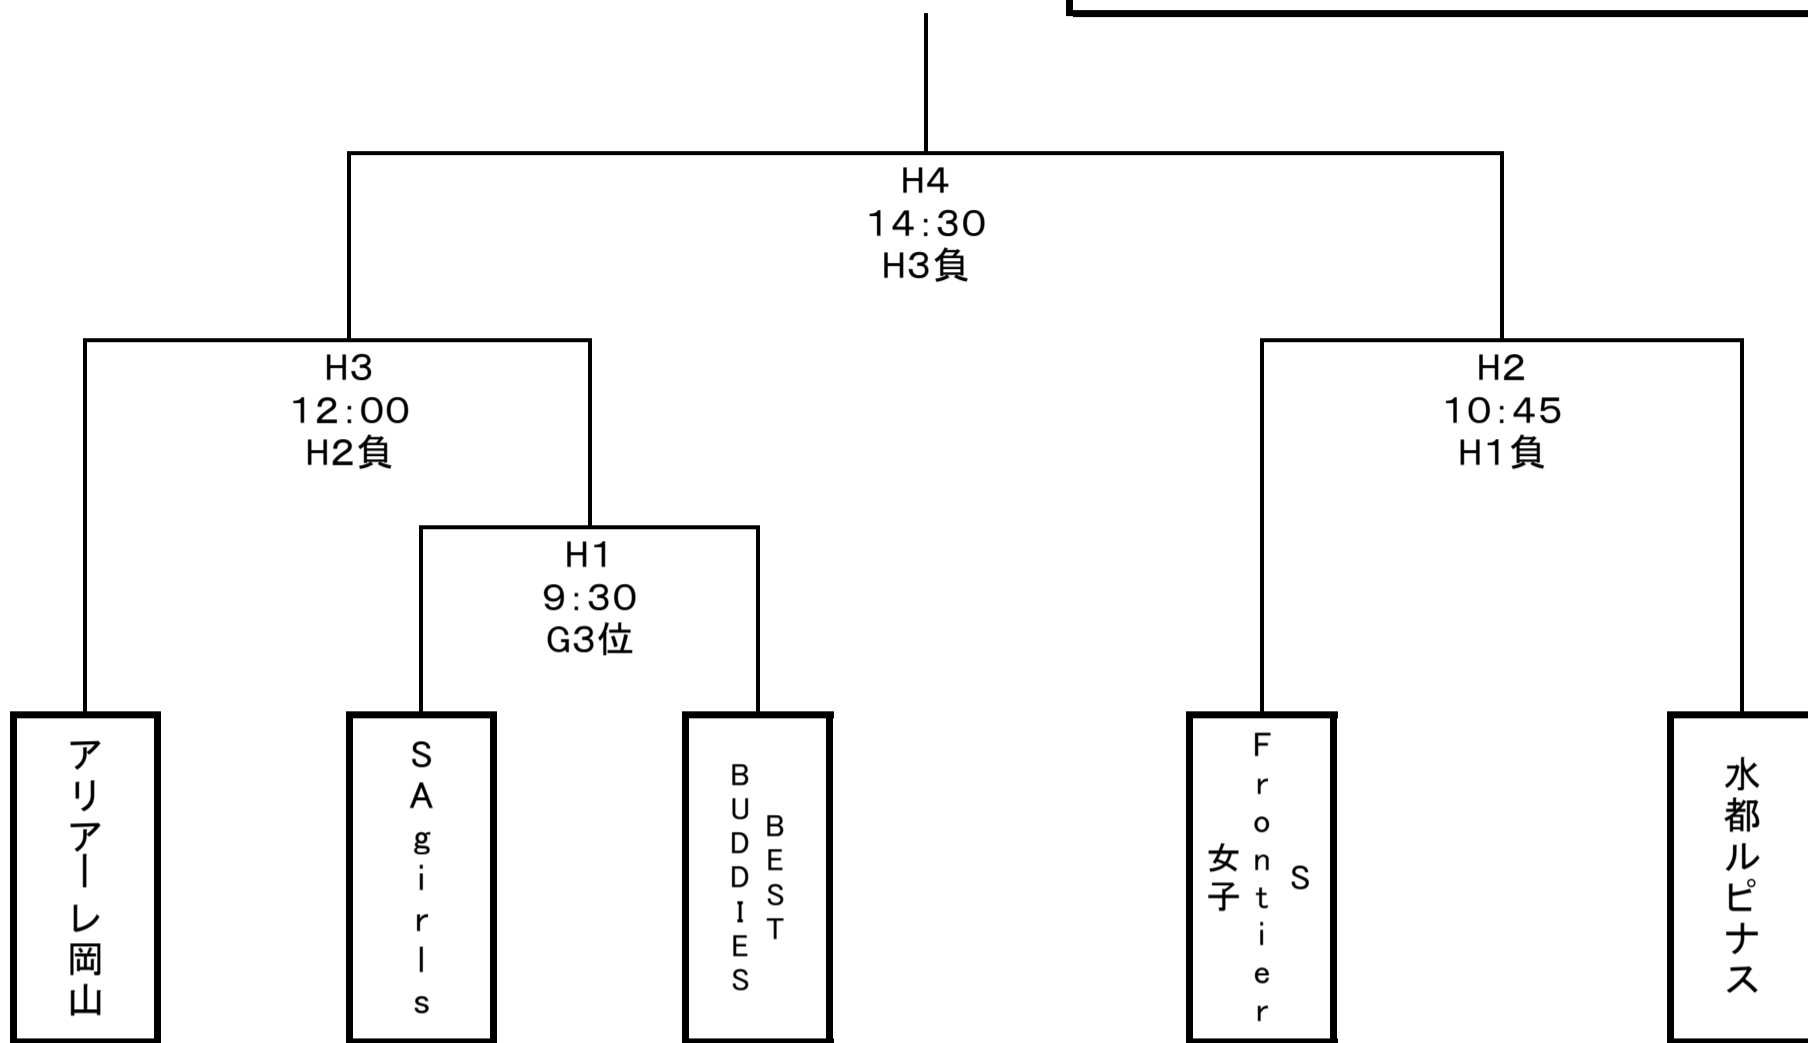 H4
14:30
H3負
H3
12:00
H2負
H2
10:45
H1負
H1
9:30
G3位
アリアーレ岡山
SAgirls
BEST
BUDDIES
S
Frontier
女子
水都ルピナス